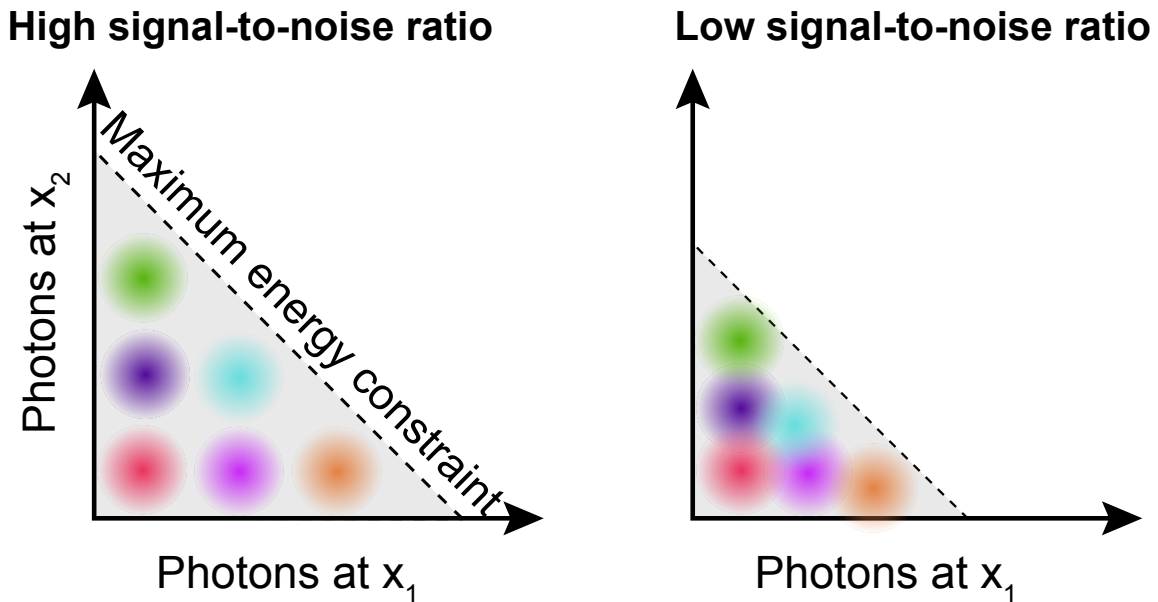 High signal-to-noise ratio
Low signal-to-noise ratio
Photons at x₂
Maximum energy constraint
Photons at x₁
Photons at x₁